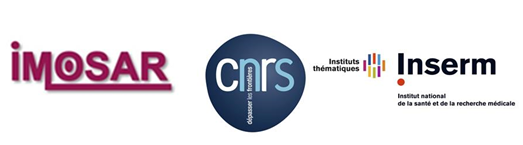 iMOSAR
cnrs
dépasser les frontières
Instituts
thématiques
Inserm
Institut national
de la santé et de la recherche médicale